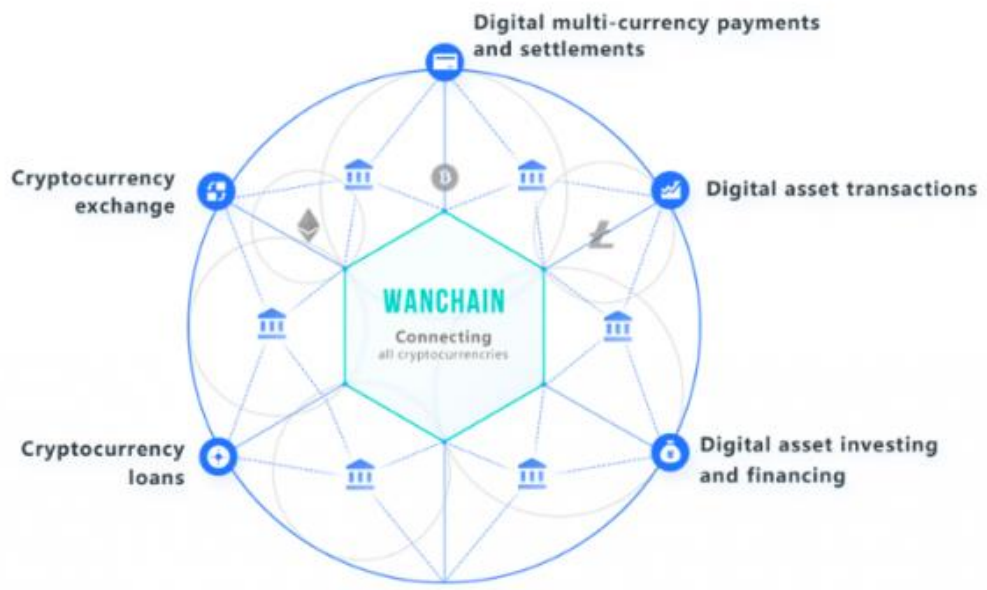 Digital multi-currency payments
and settlements
Cryptocurrency
exchange
Digital asset transactions
WANCHAIN
Connecting
all cryptocurrencries
Cryptocurrency
loans
Digital asset investing
and financing